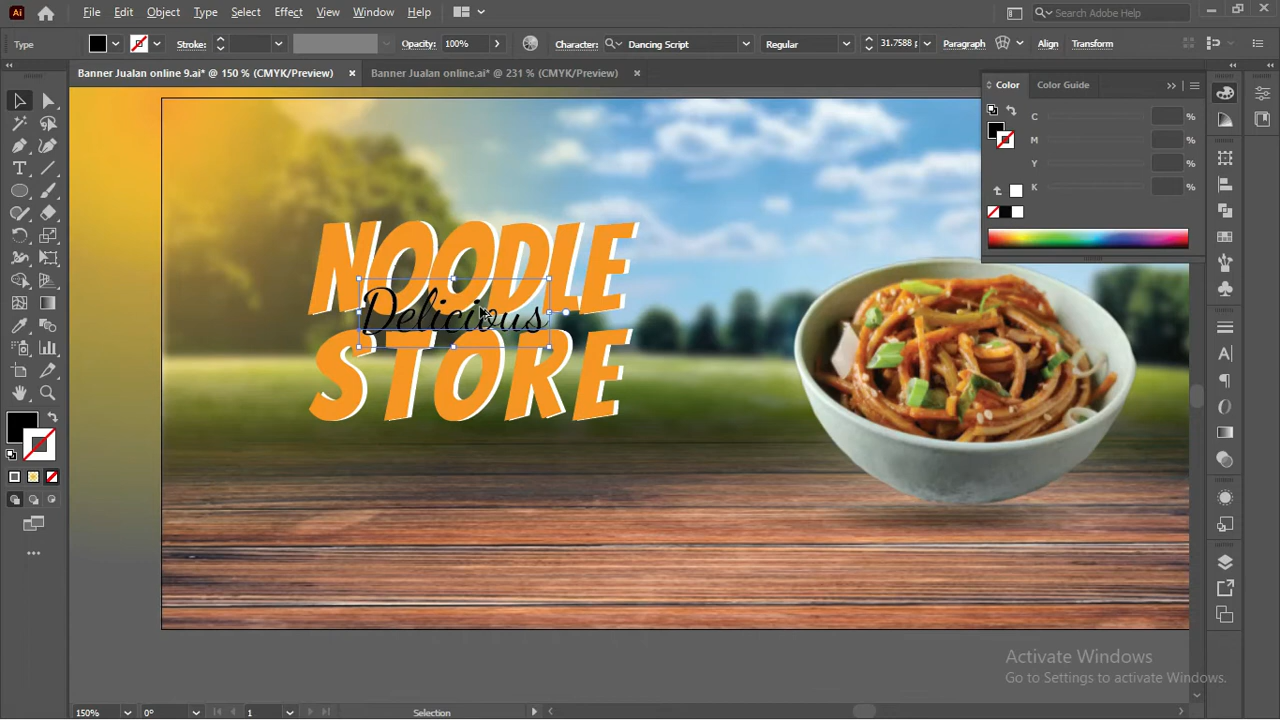 Ai File Edit Object Type Select Effect View Window Help Search Adobe Help
Type Stroke: Opacity: 100% Character: Dancing Script Regular 31.7588 p Paragraph Align Transform
Banner Jualan online 9.ai* @ 150 % (CMYK/Preview) × Banner Jualan online.ai* @ 231 % (CMYK/Preview) ×
Color Color Guide
C %
M %
Y %
K %
NOODLE
Delicious
STORE
Activate Windows
Go to Settings to activate Windows.
150% 0° 1 Selection